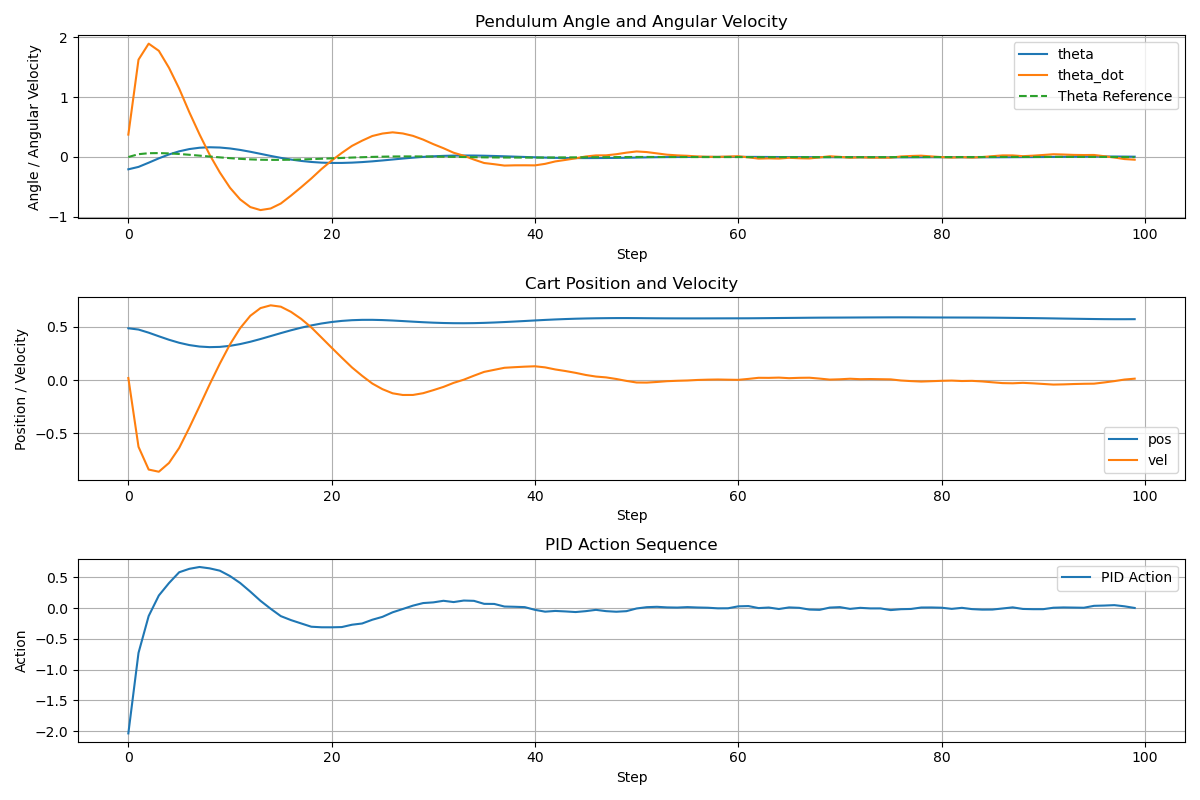 Pendulum Angle and Angular Velocity
Angle / Angular Velocity
2
1
0
−1
theta
theta_dot
Theta Reference
0 20 40 60 80 100
Step
Cart Position and Velocity
Position / Velocity
0.5
0.0
−0.5
pos
vel
0 20 40 60 80 100
Step
PID Action Sequence
Action
0.5
0.0
−0.5
−1.0
−1.5
−2.0
PID Action
0 20 40 60 80 100
Step